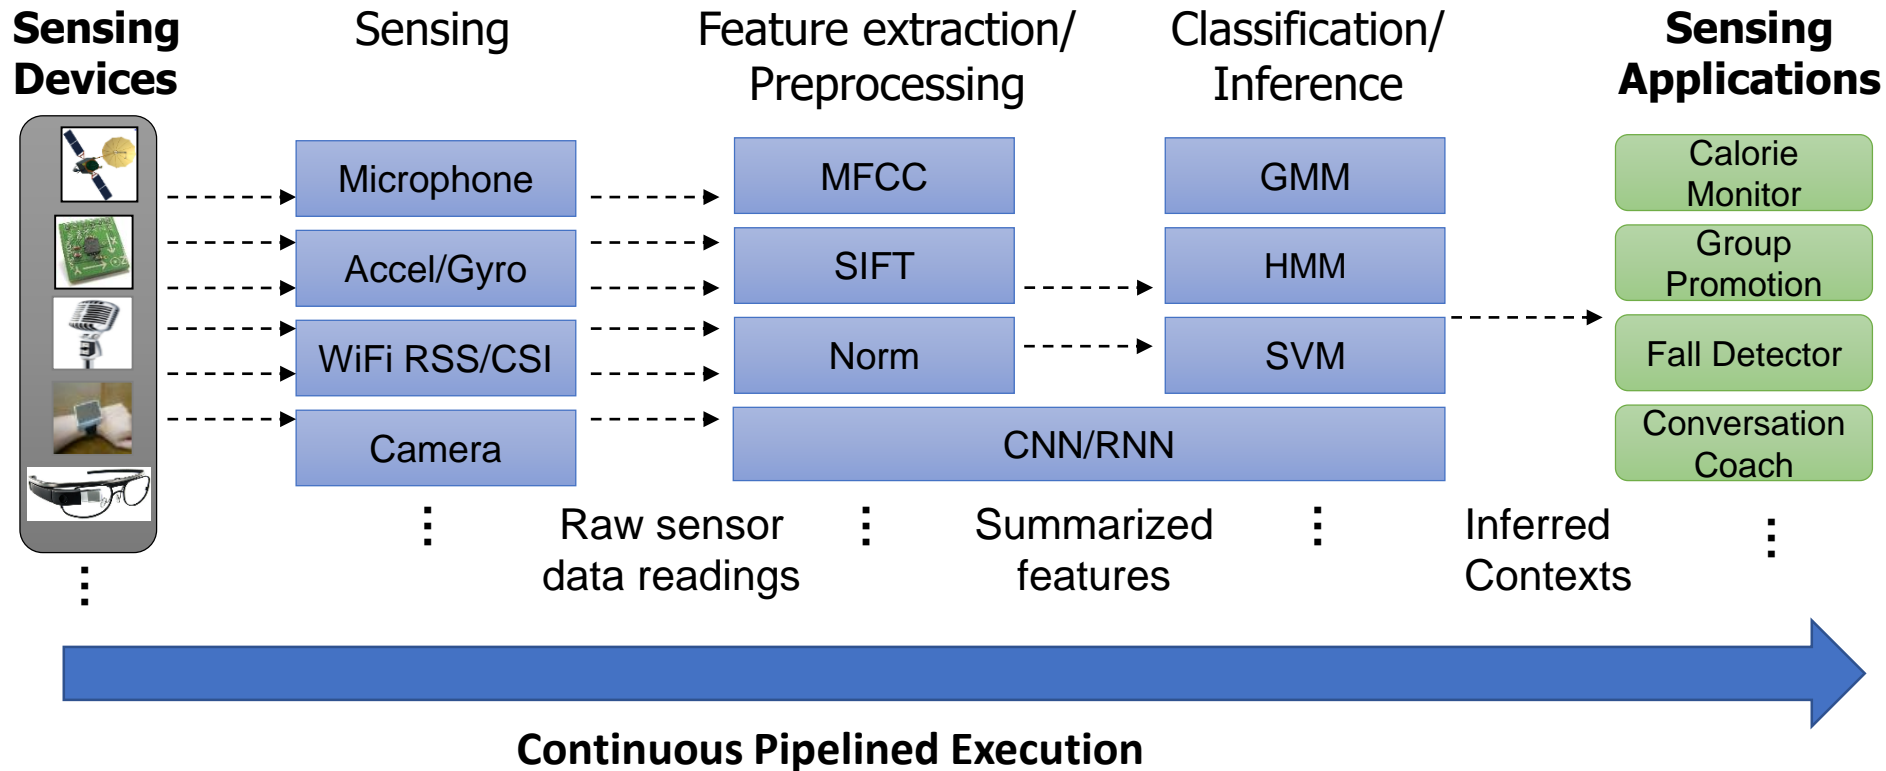 Sensing
Devices
Sensing
Feature extraction/
Preprocessing
Classification/
Inference
Sensing
Applications
Microphone
Accel/Gyro
WiFi RSS/CSI
Camera
MFCC
SIFT
Norm
GMM
HMM
SVM
CNN/RNN
Calorie
Monitor
Group
Promotion
Fall Detector
Conversation
Coach
Raw sensor
data readings
Summarized
features
Inferred
Contexts
Continuous Pipelined Execution